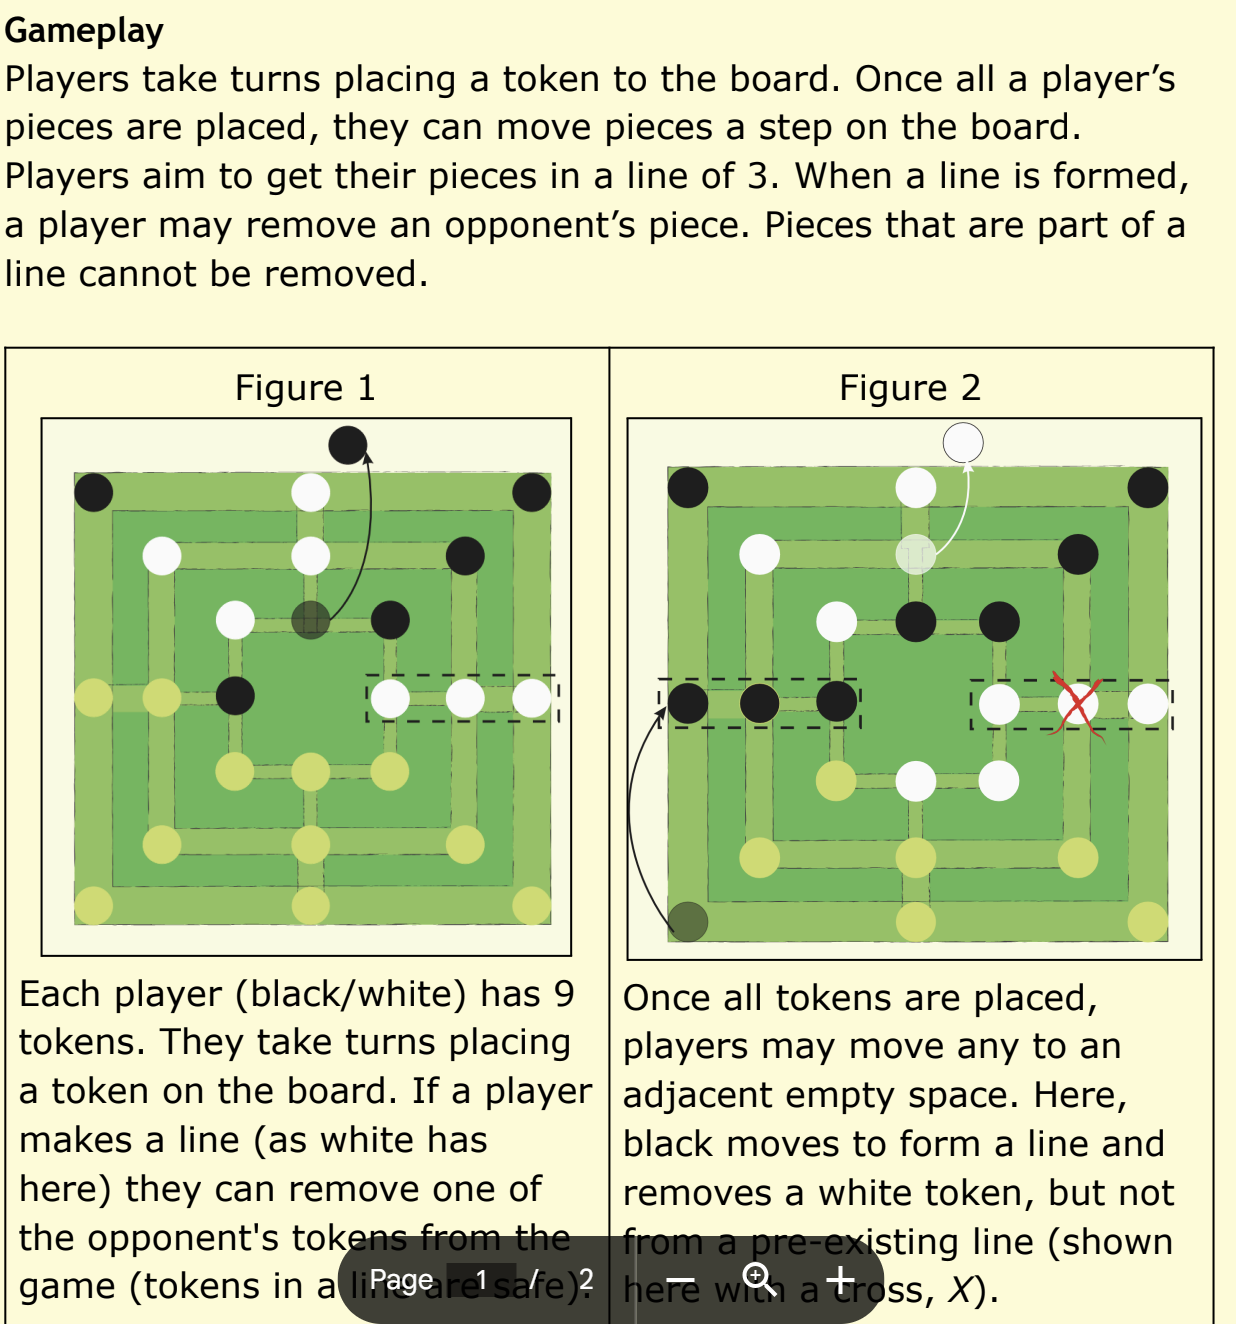 Gameplay
Players take turns placing a token to the board. Once all a player’s
pieces are placed, they can move pieces a step on the board.
Players aim to get their pieces in a line of 3. When a line is formed,
a player may remove an opponent’s piece. Pieces that are part of a
line cannot be removed.
Figure 1
Each player (black/white) has 9
tokens. They take turns placing
a token on the board. If a player
makes a line (as white has
here) they can remove one of
the opponent's tokens from the
game (tokens in a line are safe).
Figure 2
Once all tokens are placed,
players may move any to an
adjacent empty space. Here,
black moves to form a line and
removes a white token, but not
from a pre-existing line (shown
here with a cross, X).
Page 1 / 2